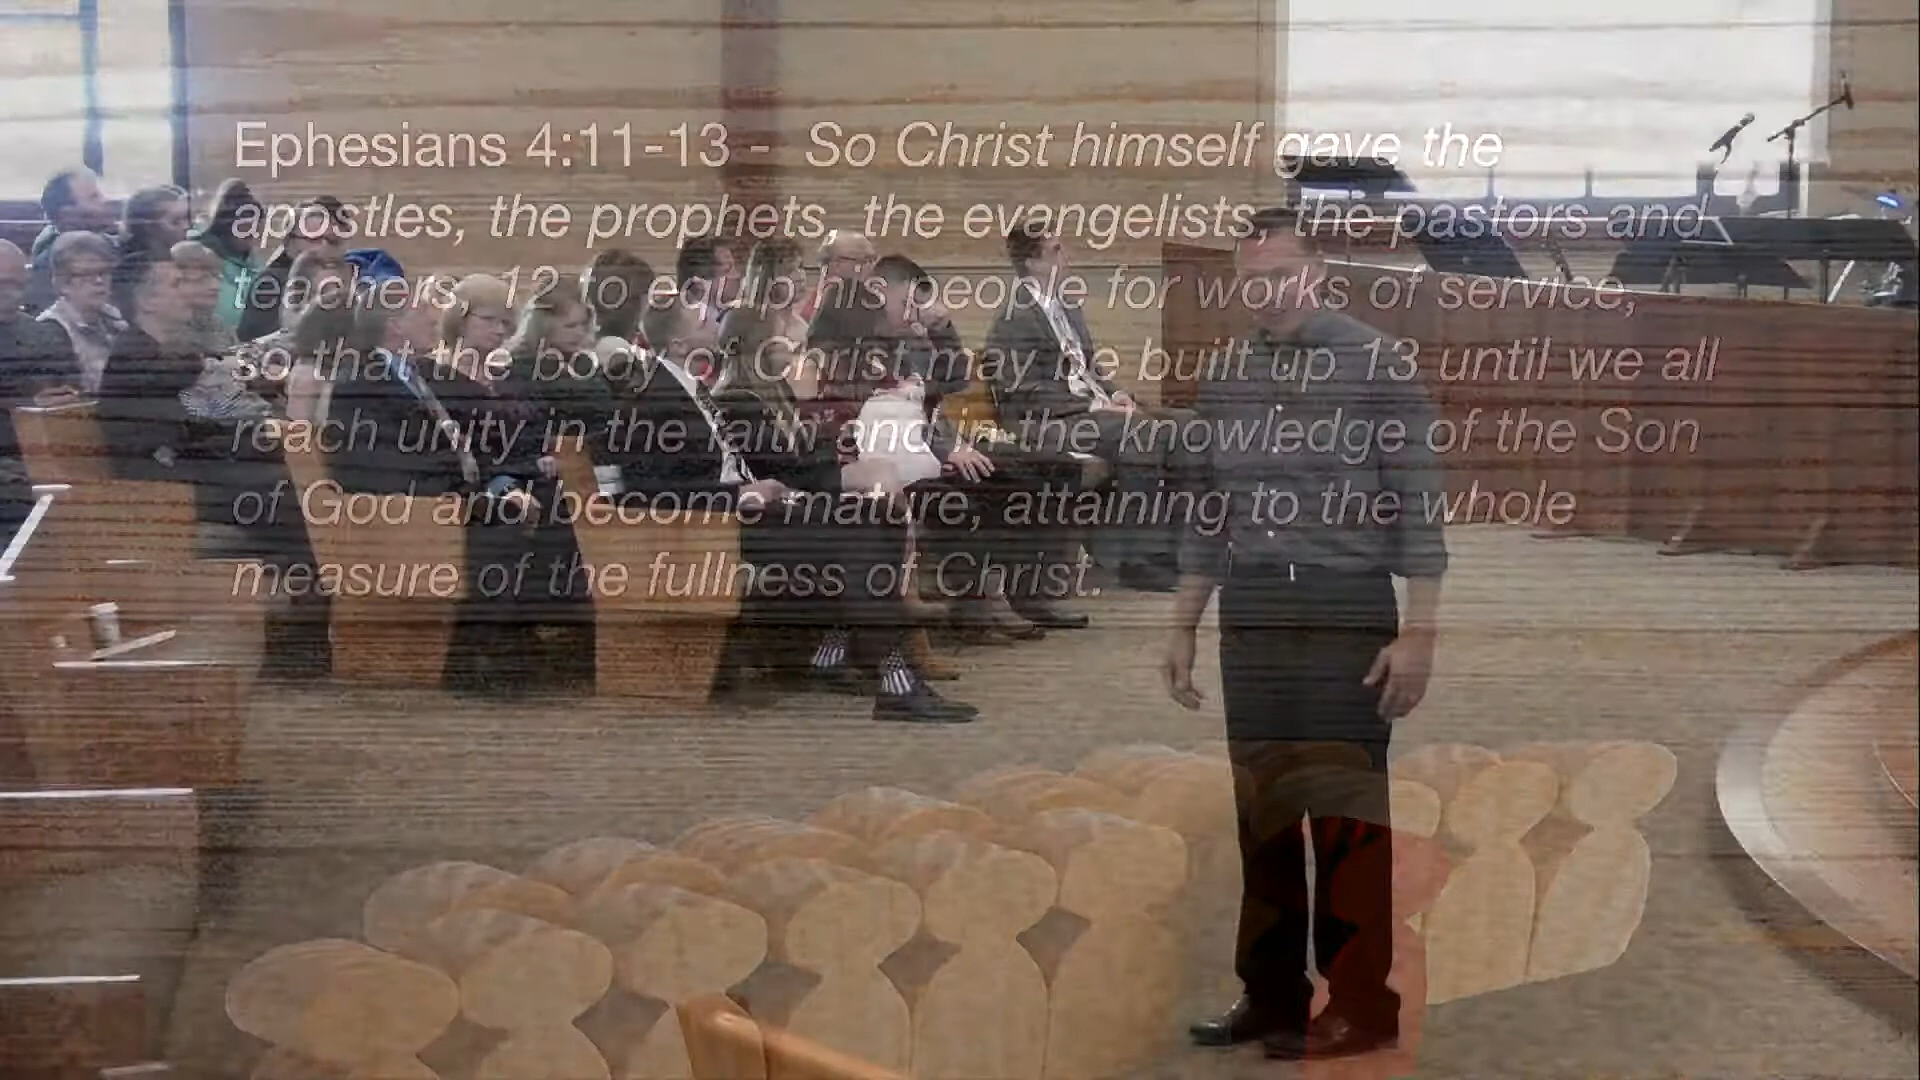 Ephesians 4:11-13 - So Christ himself gave the
apostles, the prophets, the evangelists, the pastors and
teachers, 12 to equip his people for works of service,
so that the body of Christ may be built up 13 until we all
reach unity in the faith and in the knowledge of the Son
of God and become mature, attaining to the whole
measure of the fullness of Christ.